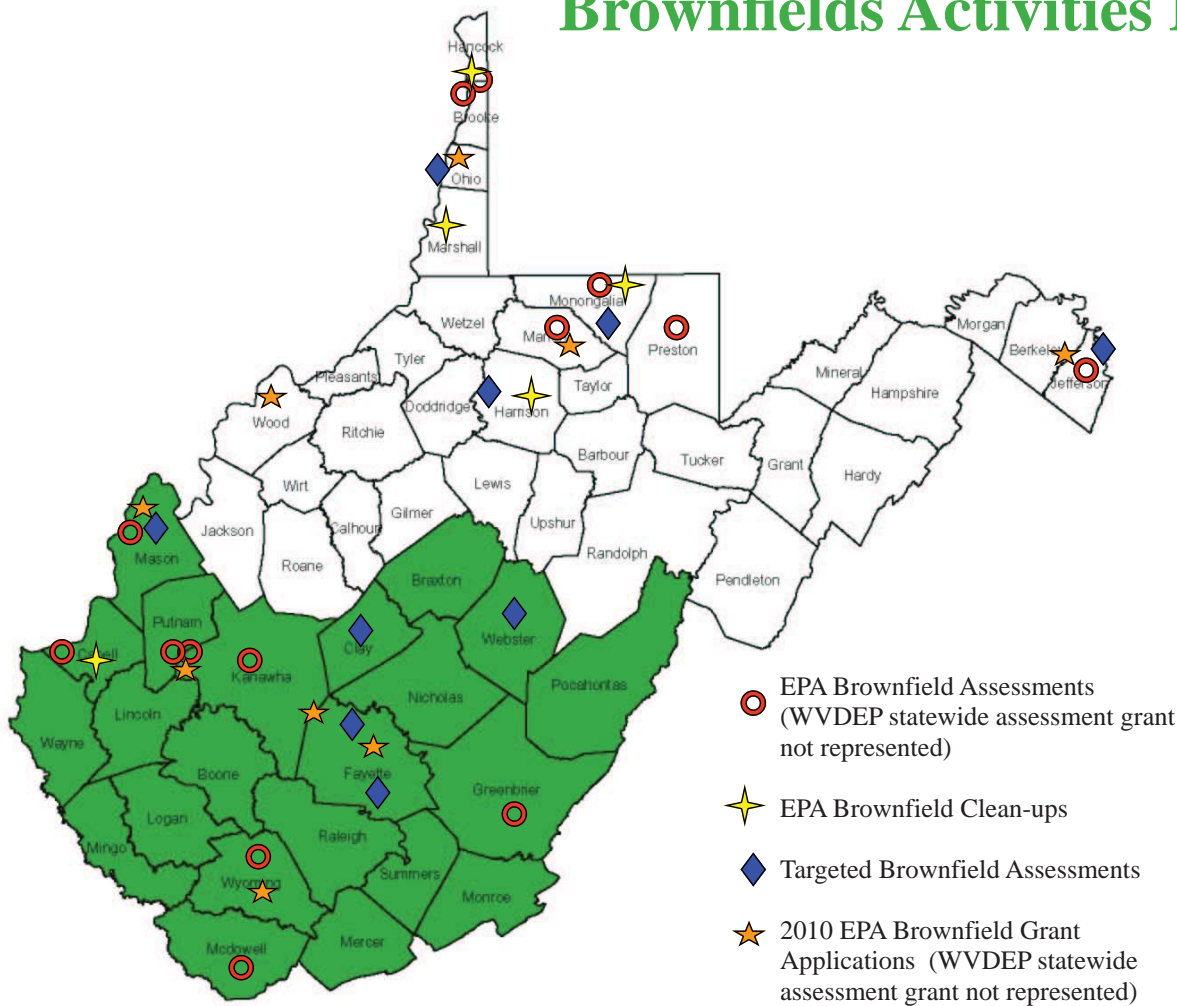 Brownfields Activities
Hancock
Brooke
Ohio
Marshall
Wetzel
Monongalia
Preston
Tyler
Pleasants
Taylor
Wood
Ritchie
Doddridge
Harrison
Morgan
Mineral
Hampshire
Jefferson
Wirt
Barbour
Tucker
Grant
Hardy
Lewis
Gilmer
Calhoun
Upshur
Jackson
Roane
Randolph
Pendleton
Mason
Braxton
Putnam
Clay
Webster
Kanawha
Nicholas
Pocahontas
Lincoln
Wayne
Boone
Fayette
Greenbrier
Logan
Raleigh
Mingo
Wyoming
Summers
Monroe
Mcdowell
Mercer
EPA Brownfield Assessments
(WVDEP statewide assessment grant
not represented)
EPA Brownfield Clean-ups
Targeted Brownfield Assessments
2010 EPA Brownfield Grant
Applications (WVDEP statewide
assessment grant not represented)